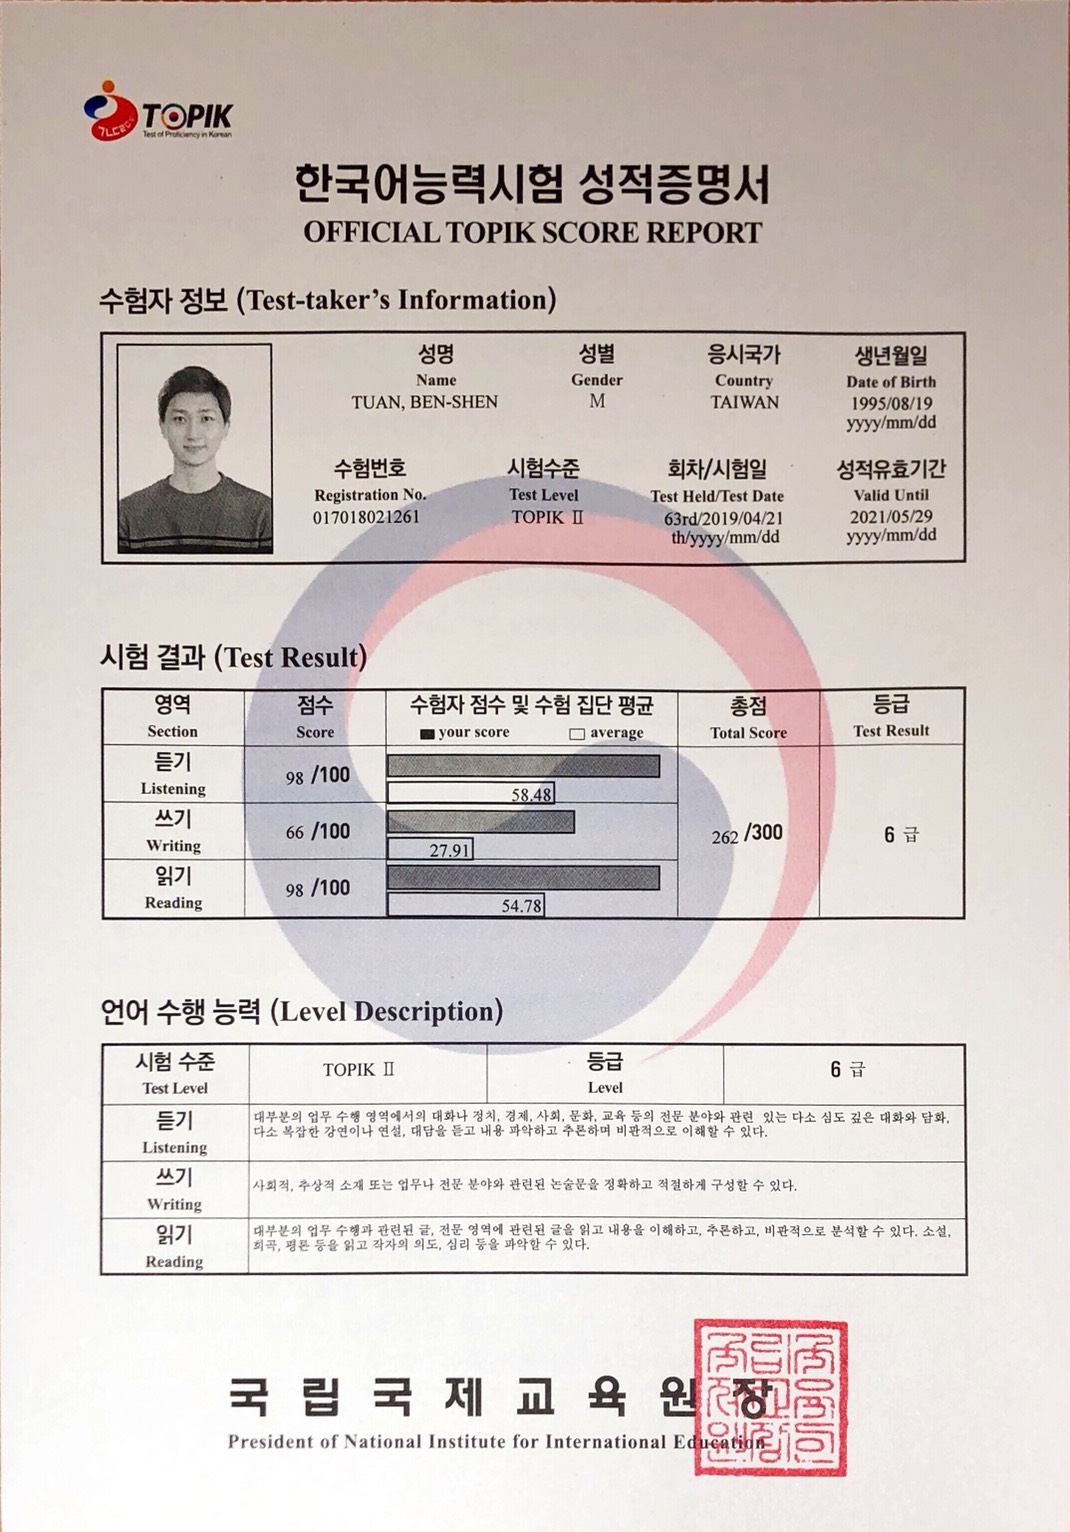 TOPIK
Test of Proficiency in Korean
한국어능력시험 성적증명서
OFFICIAL TOPIK SCORE REPORT
수험자 정보 (Test-taker's Information)
성명 성별 응시국가 생년월일
Name Gender Country Date of Birth
TUAN, BEN-SHEN M TAIWAN 1995/08/19
yyyy/mm/dd
수험번호 시험수준 회차/시험일 성적유효기간
Registration No. Test Level Test Held/Test Date Valid Until
017018021261 TOPIK Ⅱ 63rd/2019/04/21 2021/05/29
th/yyyy/mm/dd yyyy/mm/dd
시험 결과 (Test Result)
영역 점수 수험자 점수 및 수험 집단 평균 총점 등급
Section Score your score average Total Score Test Result
듣기
Listening 98 /100 58.48
쓰기
Writing 66 /100 27.91 262 /300 6 급
읽기
Reading 98 /100 54.78
언어 수행 능력 (Level Description)
시험 수준 TOPIK Ⅱ 등급 6 급
Test Level Level
듣기
Listening
대부분의 업무 수행 영역에서의 대화나 정치, 경제, 사회, 문화, 교육 등의 전문 분야와 관련 있는 다소 심도 깊은 대화와 담화,
다소 복잡한 강연이나 연설, 대담을 듣고 내용 파악하고 추론하며 비판적으로 이해할 수 있다.
쓰기
Writing
사회적, 추상적 소재 또는 업무나 전문 분야와 관련된 논술문을 정확하고 적절하게 구성할 수 있다.
읽기
Reading
대부분의 업무 수행과 관련된 글, 전문 영역에 관련된 글을 읽고 내용을 이해하고, 추론하고, 비판적으로 분석할 수 있다. 소설,
희곡, 평론 등을 읽고 각자의 의도, 심리 등을 파악할 수 있다.
국립국제교육원장
President of National Institute for International Education